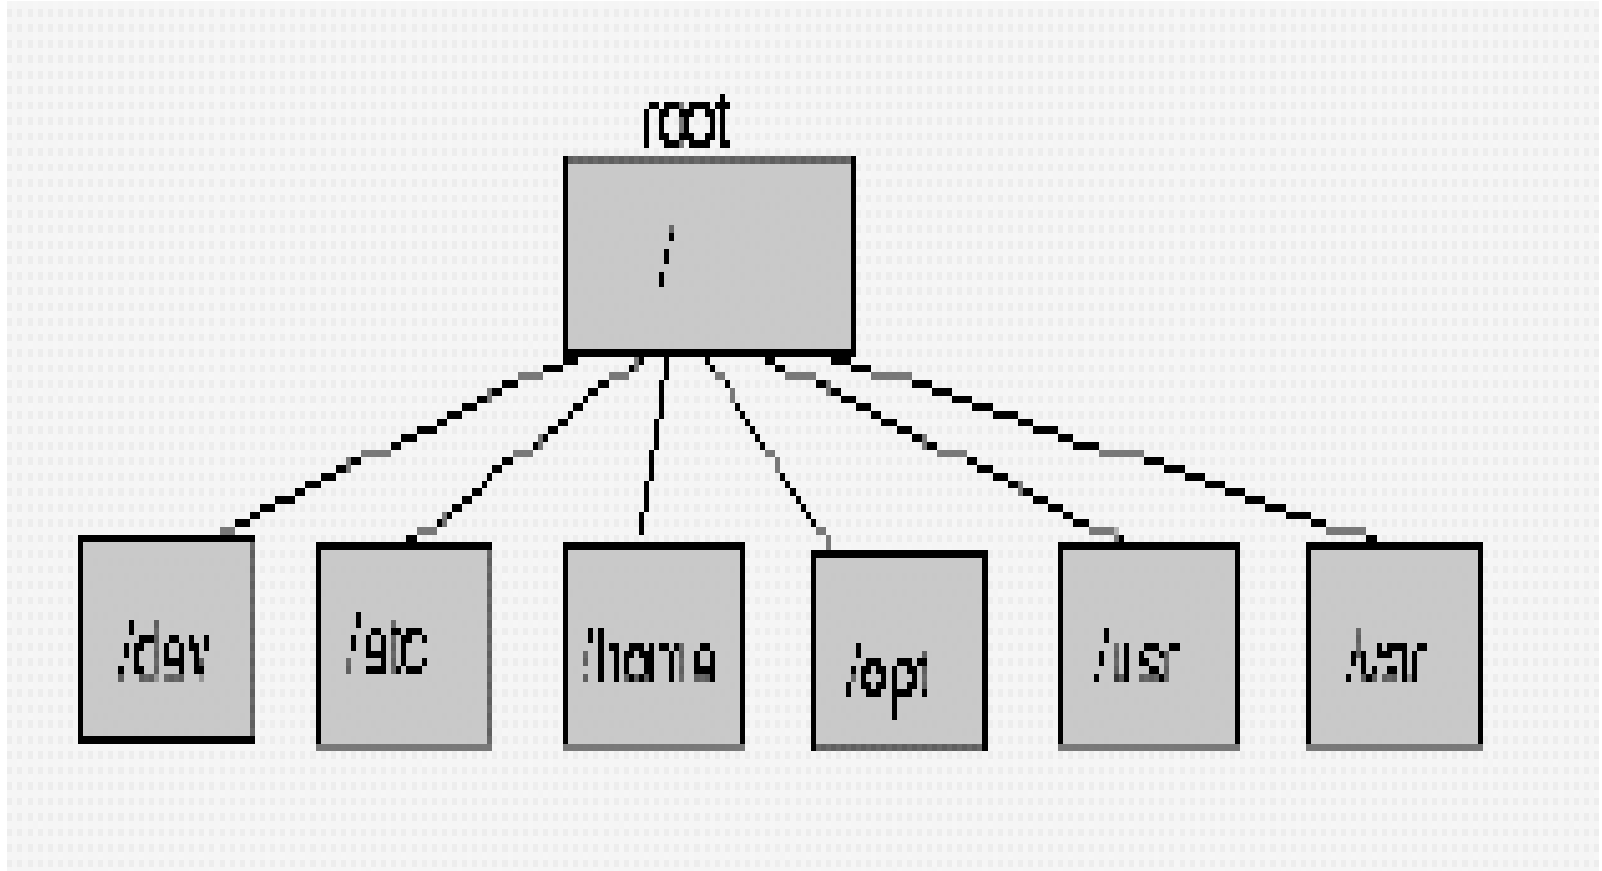 root
/
/dev
/etc
/home
/opt
/usr
/var